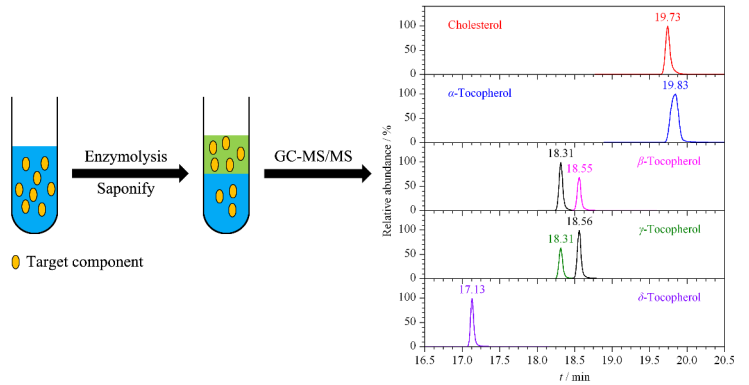 Enzymolysis
Saponify
GC-MS/MS
Target component
Relative abundance / %
Cholesterol
19.73
100
50
0
α-Tocopherol
19.83
100
50
0
β-Tocopherol
18.31
18.55
100
50
0
γ-Tocopherol
18.31
18.56
100
50
0
δ-Tocopherol
17.13
100
50
0
16.5 17.0 17.5 18.0 18.5 19.0 19.5 20.0 20.5
t / min